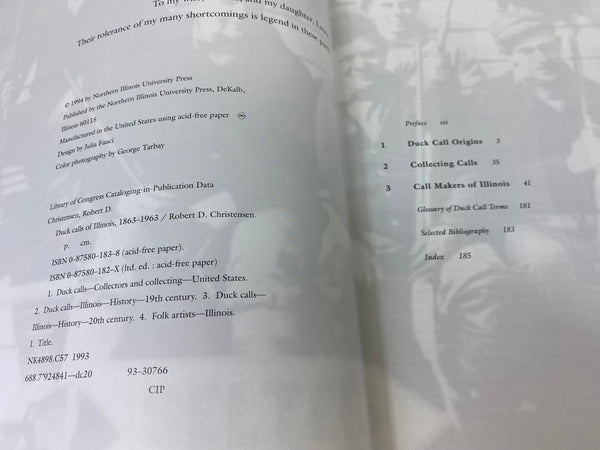 To my wife, and my daughter,
Their tolerance of my many shortcomings is legend in these
© 1994 by Northern Illinois University Press
Published by the Northern Illinois University Press, DeKalb,
Illinois 60115
Manufactured in the United States using acid-free paper
Design by Julia Fauci
Color photography by George Tarbay
Library of Congress Cataloging-in-Publication Data
Christensen, Robert D.
Duck calls of Illinois, 1863–1963 / Robert D. Christensen.
p. cm.
ISBN 0–87580–183–8 (acid-free paper).
ISBN 0–87580–182–X (ltd. ed. : acid-free paper)
1. Duck calls—Collectors and collecting—United States.
2. Duck calls—Illinois—History—19th century. 3. Duck calls—
Illinois—History—20th century. 4. Folk artists—Illinois.
I. Title.
NK4898.C57 1993
688.7'924841—dc20
93–30766
CIP
Preface vii
1 Duck Call Origins 3
2 Collecting Calls 35
3 Call Makers of Illinois 41
Glossary of Duck Call Terms 181
Selected Bibliography 183
Index 185